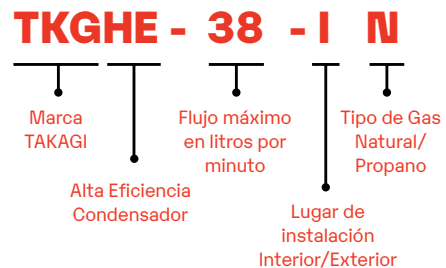 TKGHE - 38 - I N
Marca
TAKAGI
Alta Eficiencia
Condensador
Flujo máximo
en litros por
minuto
Lugar de
instalación
Interior/Exterior
Tipo de Gas
Natural/
Propano